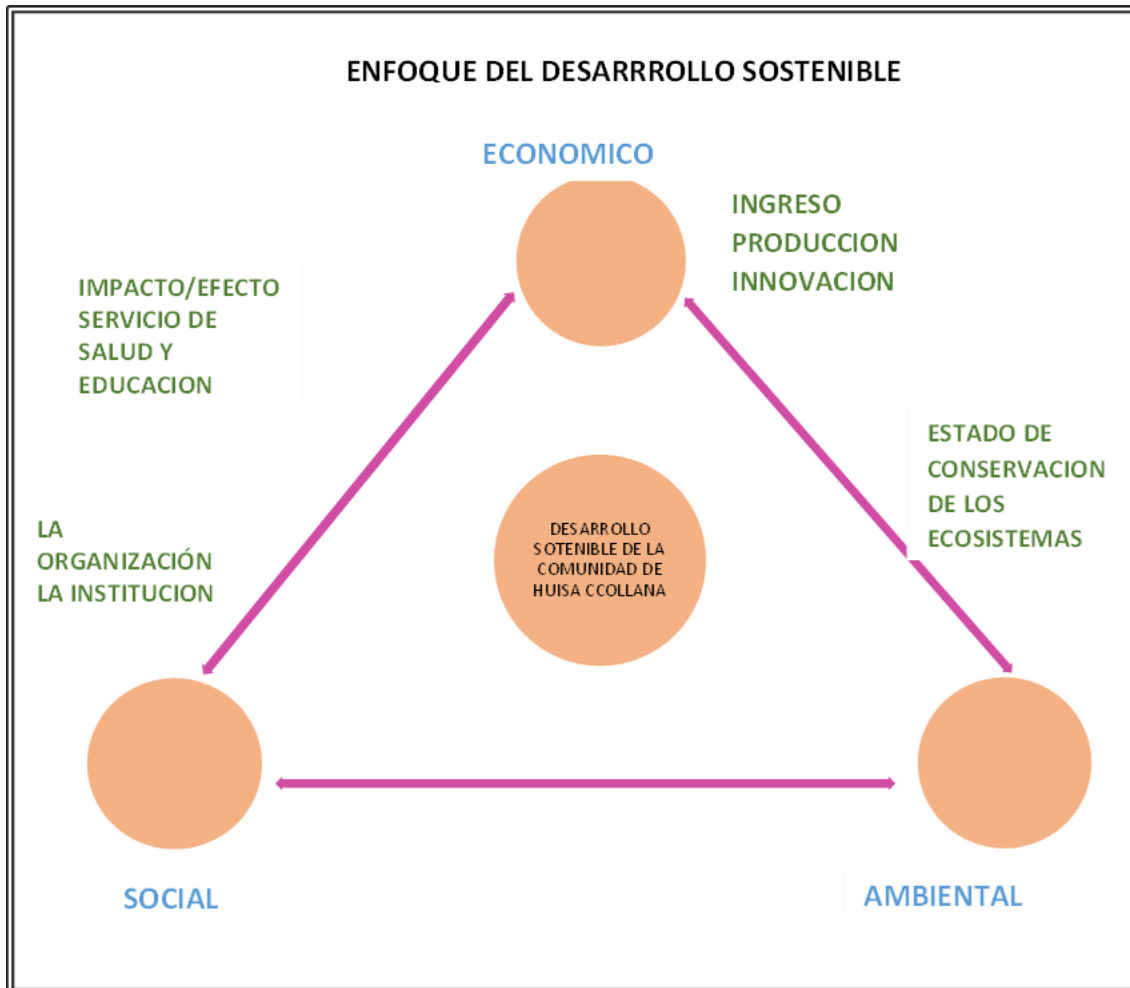 ENFOQUE DEL DESARRROLLO SOSTENIBLE
ECONOMICO
INGRESO
PRODUCCION
INNOVACION
IMPACTO/EFECTO
SERVICIO DE
SALUD Y
EDUCACION
ESTADO DE
CONSERVACION
DE LOS
ECOSISTEMAS
LA
ORGANIZACIÓN
LA INSTITUCION
DESARROLLO
SOTENIBLE DE LA
COMUNIDAD DE
HUISA CCOLLANA
SOCIAL
AMBIENTAL